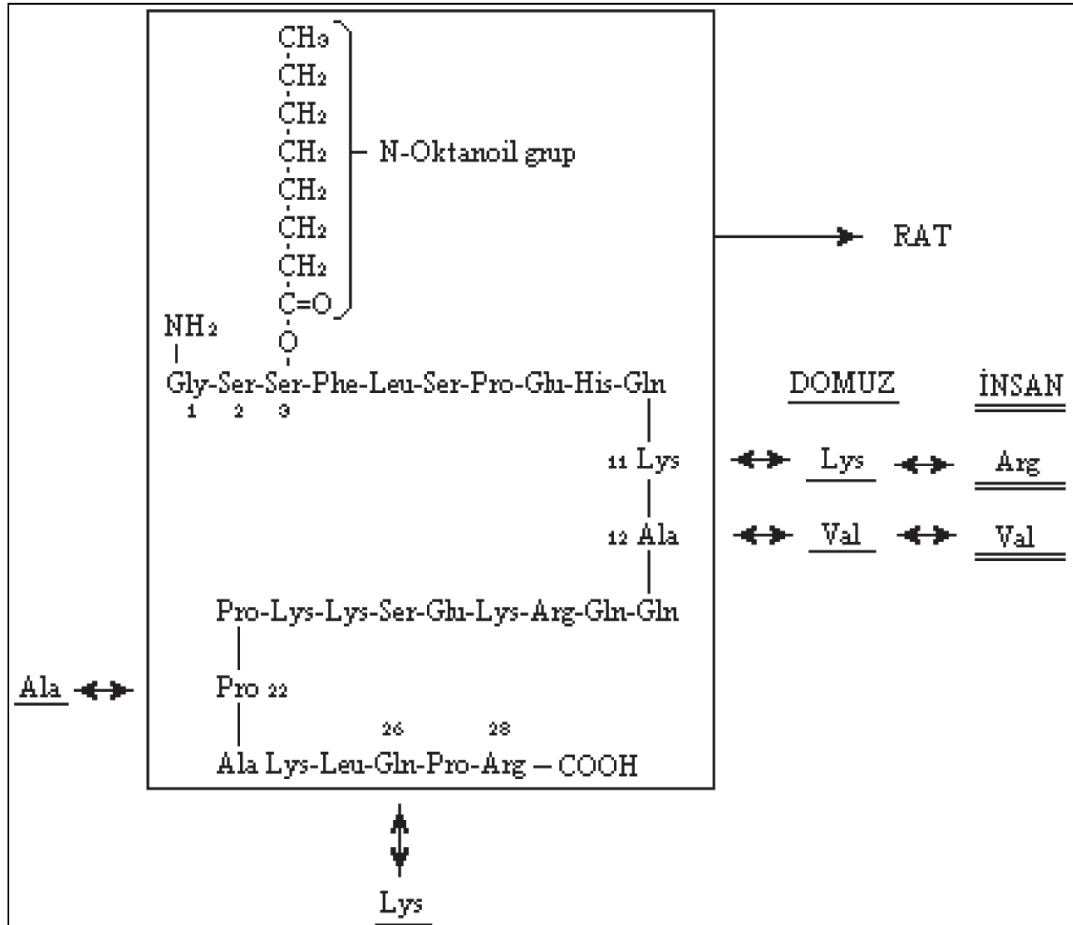 CH3
CH2
CH2
CH2 N-Oktanoil grup
CH2
CH2
CH2 RAT
C=O
NH2
O
Gly-Ser-Ser-Phe-Leu-Ser-Pro-Glu-His-Gln DOMUZ İNSAN
1 2 3
11 Lys Lys Arg
12 Ala Val Val
Pro-Lys-Lys-Ser-Glu-Lys-Arg-Gln-Gln
Ala Pro 22
26 28
Ala Lys-Leu-Gln-Pro-Arg – COOH
Lys